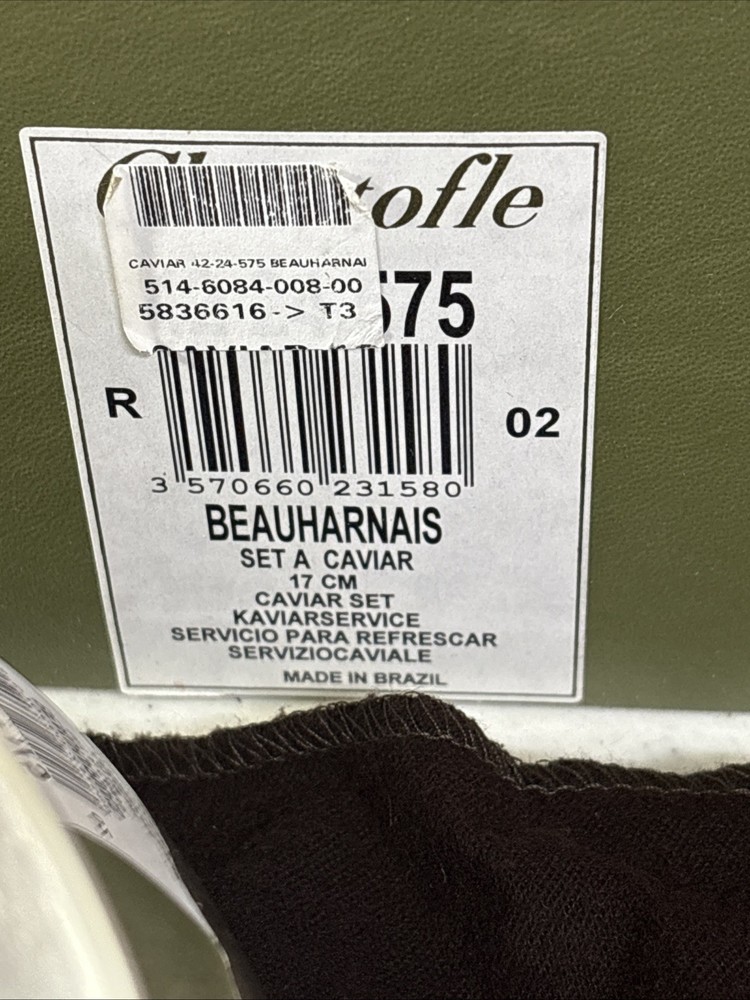 tofle
CAVIAR 42-24-575 BEAUHARNAI
514-6084-008-00
5836616-> T3
575
R
02
3 570660 231580
BEAUHARNAIS
SET A CAVIAR
17 CM
CAVIAR SET
KAVIARSERVICE
SERVICIO PARA REFRESCAR
SERVIZIOCAVIALE
MADE IN BRAZIL